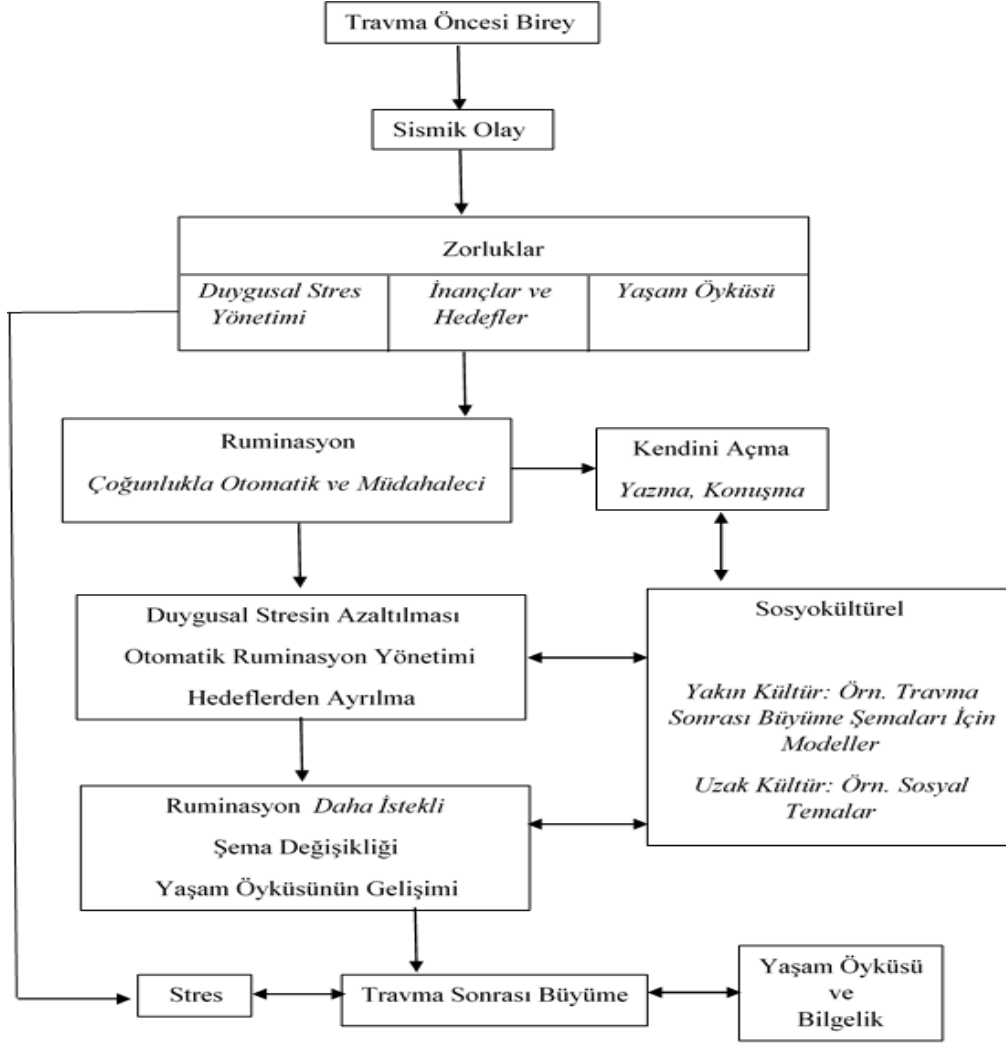 Travma Öncesi Birey
Sismik Olay
Zorluklar
Duygusal Stres
Yönetimi
İnançlar ve
Hedefler
Yaşam Öyküsü
Ruminasyon
Çoğunlukla Otomatik ve Müdahaleci
Kendini Açma
Yazma, Konuşma
Duygusal Stresin Azaltılması
Otomatik Ruminasyon Yönetimi
Hedeflerden Ayrılma
Sosyokültürel
Yakın Kültür: Örn. Travma
Sonrası Büyüme Şemaları İçin
Modeller
Uzak Kültür: Örn. Sosyal
Temalar
Ruminasyon Daha İstekli
Şema Değişikliği
Yaşam Öyküsünün Gelişimi
Stres
Travma Sonrası Büyüme
Yaşam Öyküsü
ve
Bilgelik